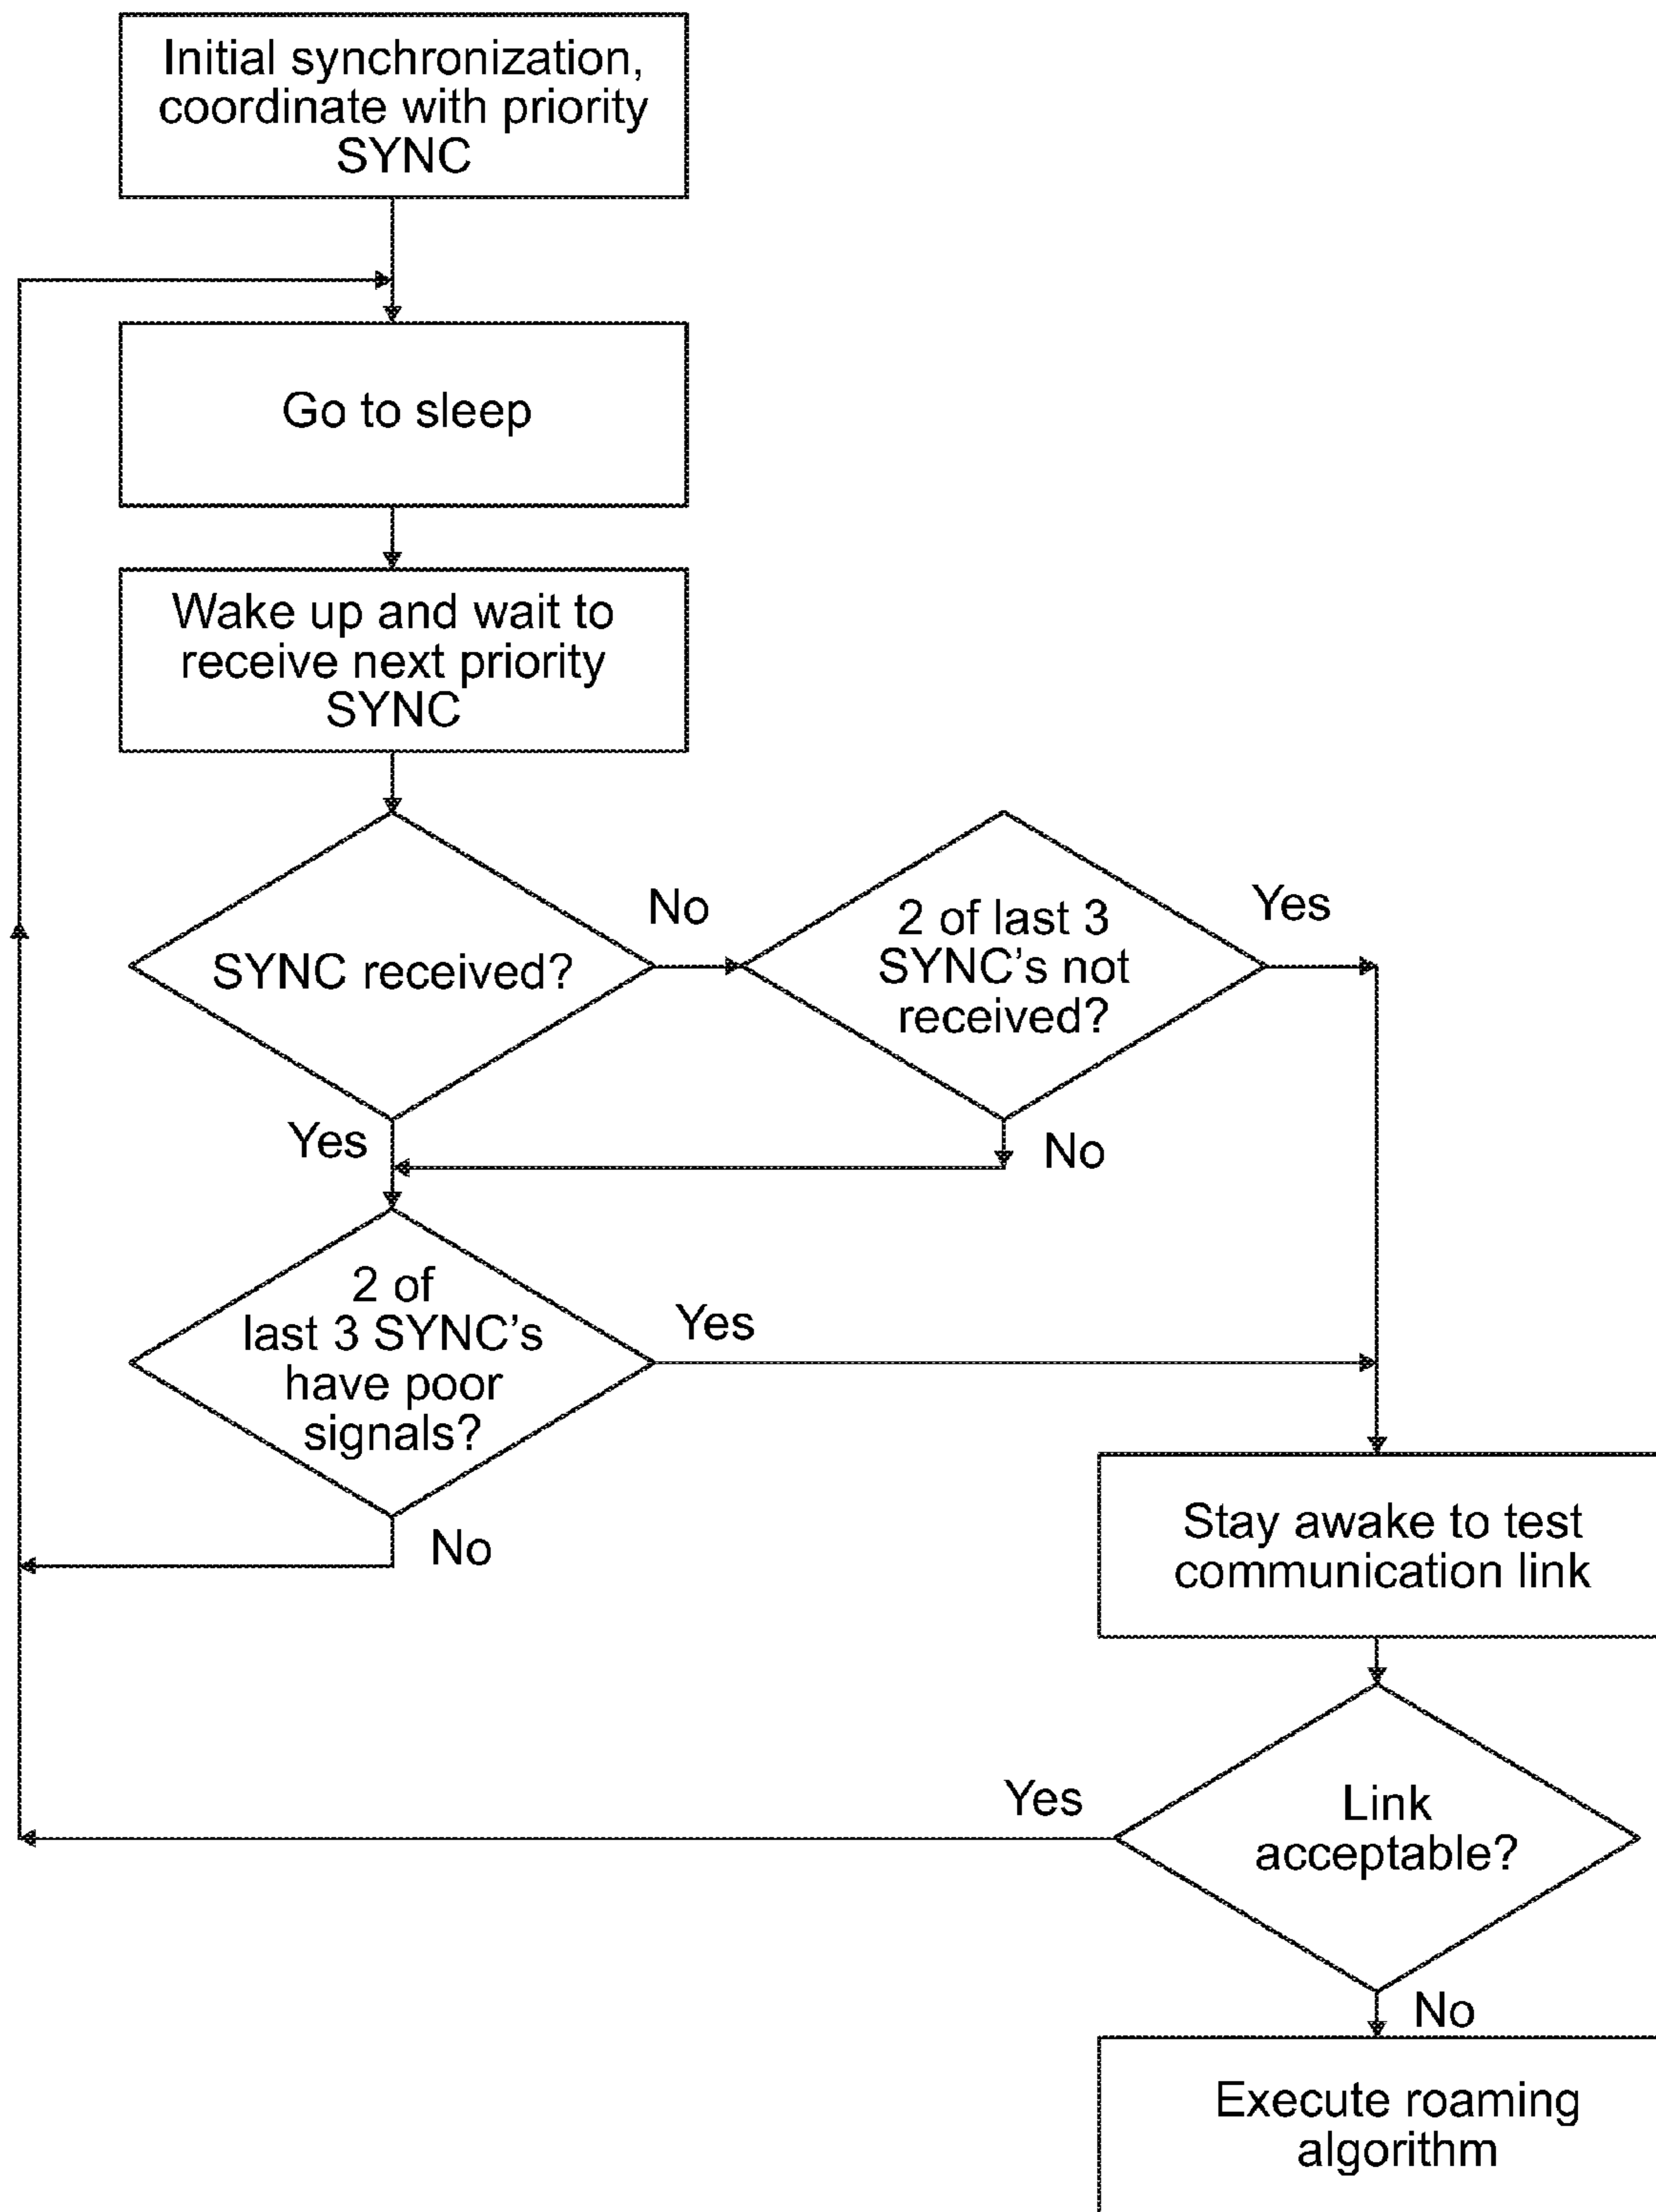 Initial synchronization,
coordinate with priority
SYNC
Go to sleep
Wake up and wait to
receive next priority
SYNC
SYNC received?
No
2 of last 3
SYNC's not
received?
Yes
Yes
No
2 of
last 3 SYNC's
have poor
signals?
Yes
No
Stay awake to test
communication link
Link
acceptable?
Yes
No
Execute roaming
algorithm